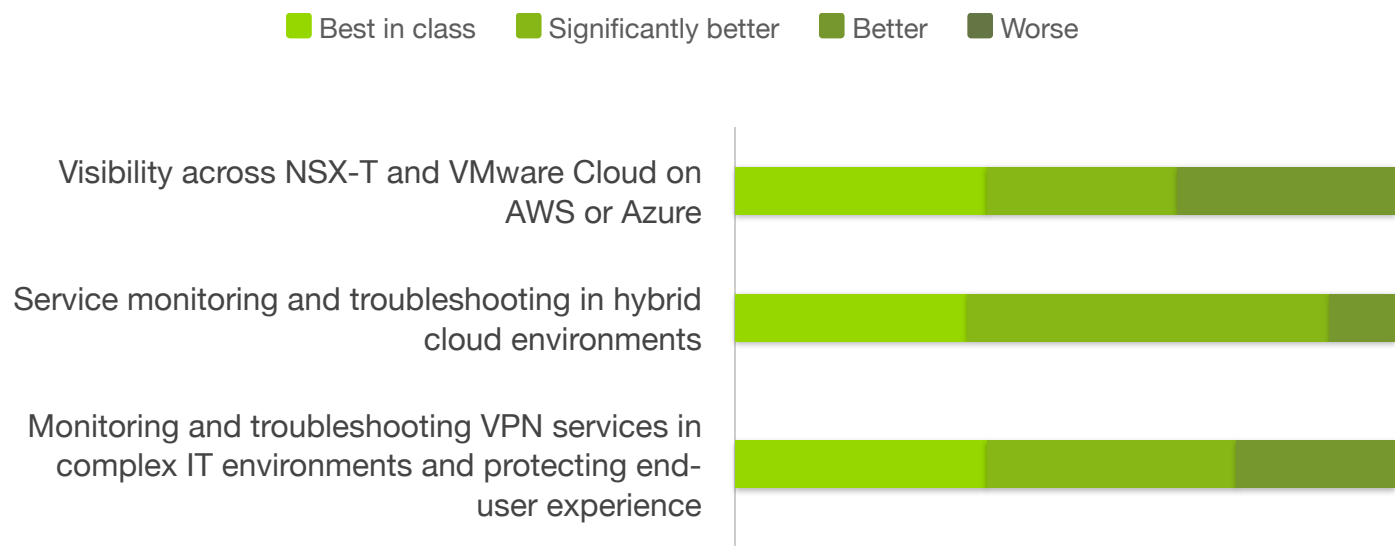 Best in class Significantly better Better Worse
Visibility across NSX-T and VMware Cloud on
AWS or Azure
Service monitoring and troubleshooting in hybrid
cloud environments
Monitoring and troubleshooting VPN services in
complex IT environments and protecting end-
user experience